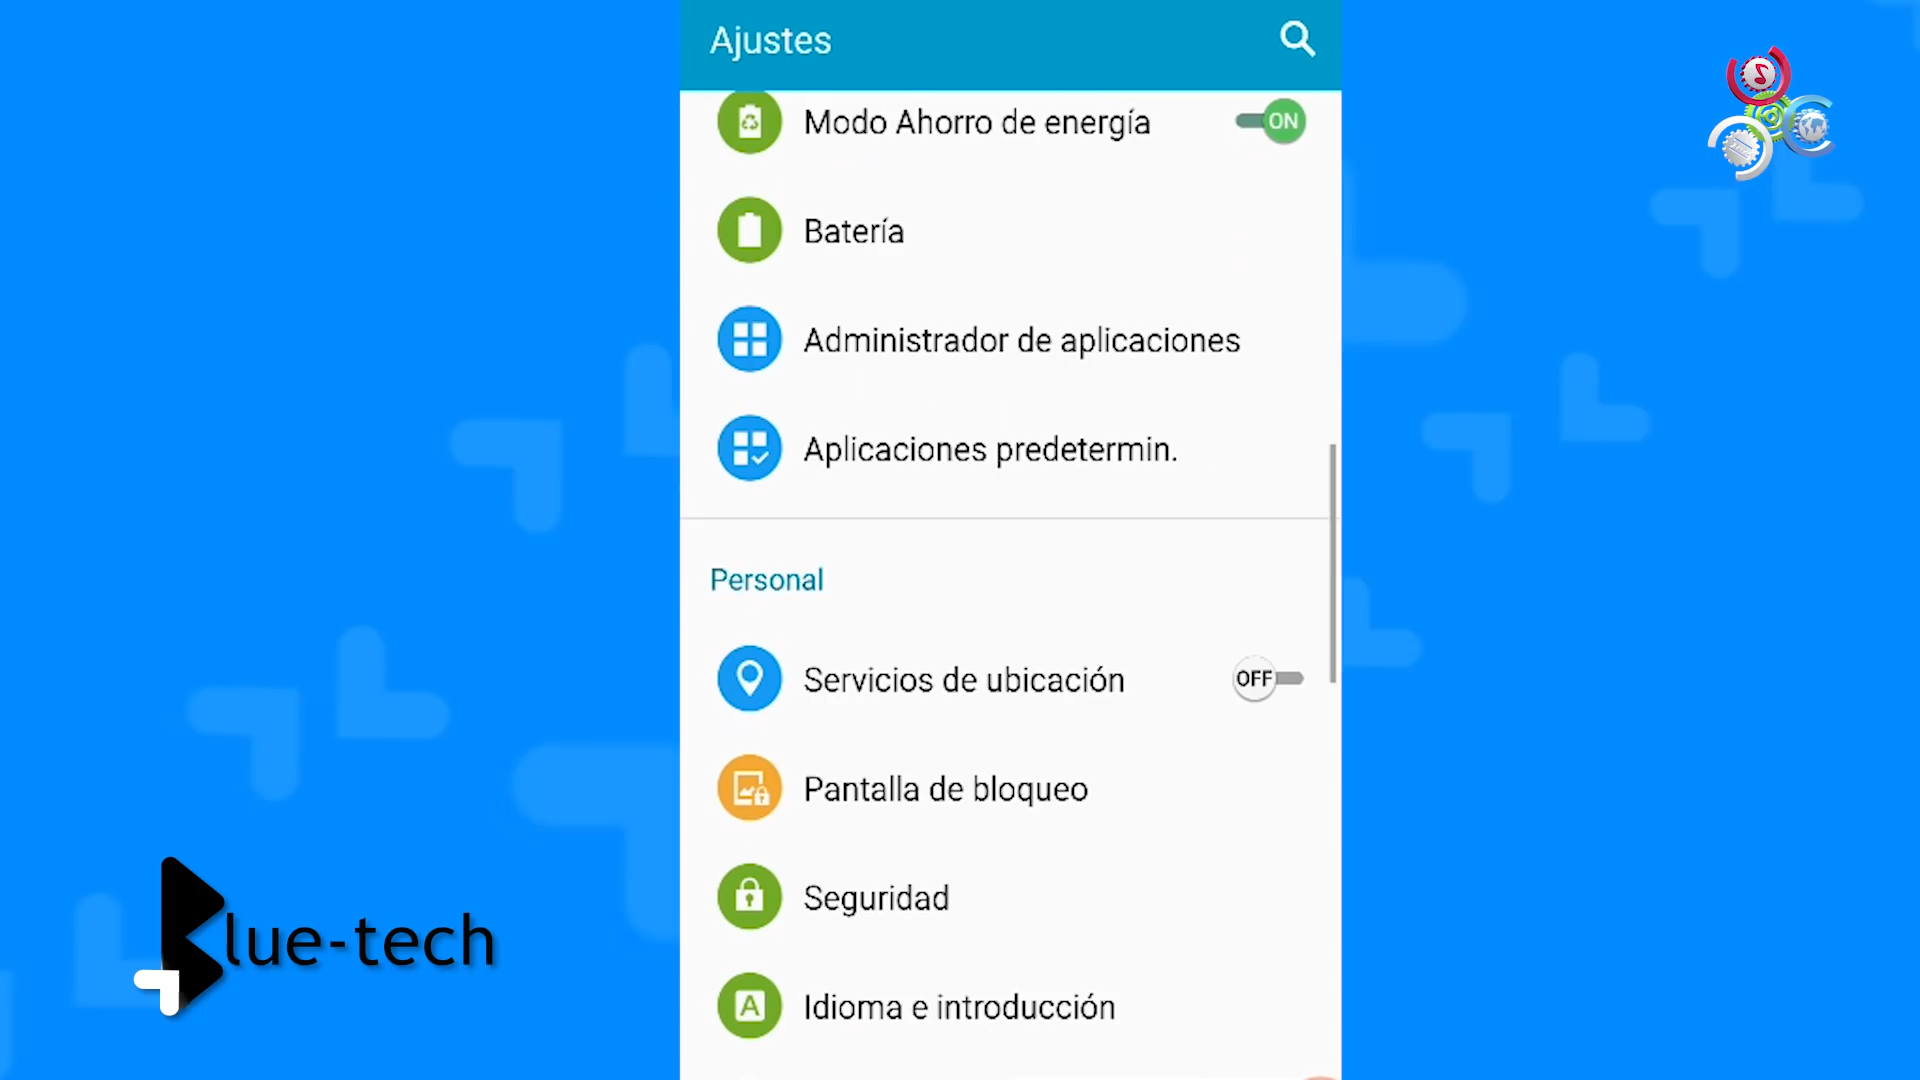 Ajustes
Modo Ahorro de energía ON
Batería
Administrador de aplicaciones
Aplicaciones predetermin.
Personal
Servicios de ubicación OFF
Pantalla de bloqueo
Seguridad
A Idioma e introducción
Blue-tech